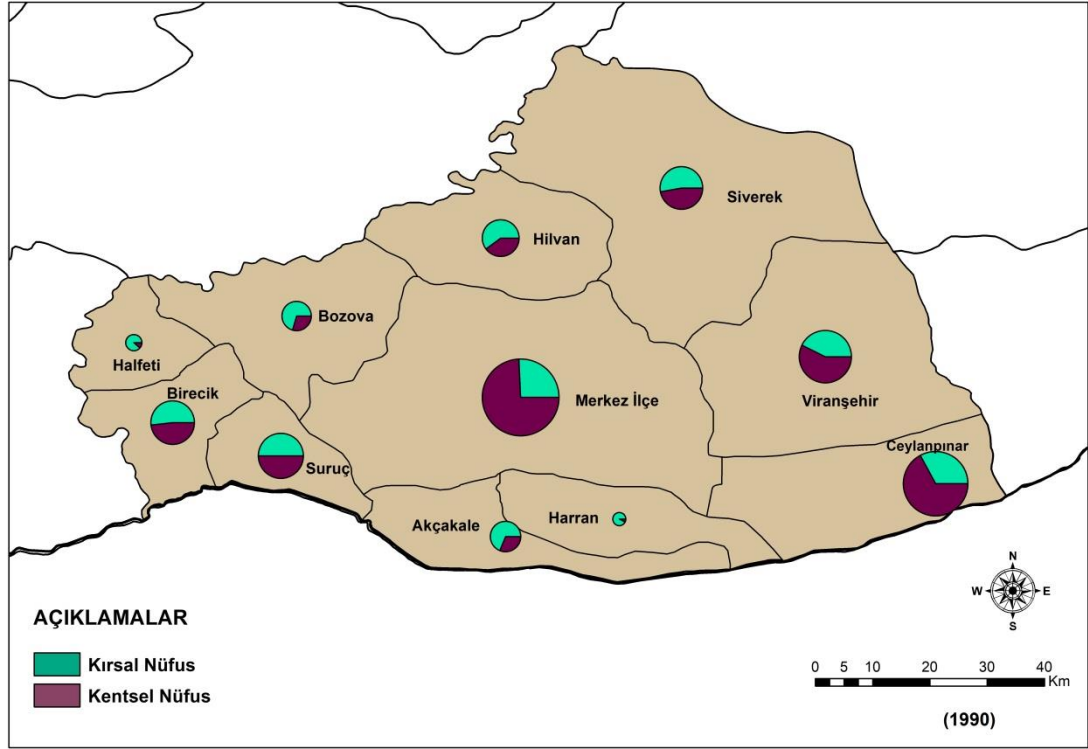 Siverek
Hilvan
Bozova
Halfeti
Birecik
Merkez İlçe
Viranşehir
Ceylanpınar
Suruç
Akçakale
Harran
N
W
E
S
AÇIKLAMALAR
Kırsal Nüfus
Kentsel Nüfus
0 5 10 20 30 40
Km
(1990)